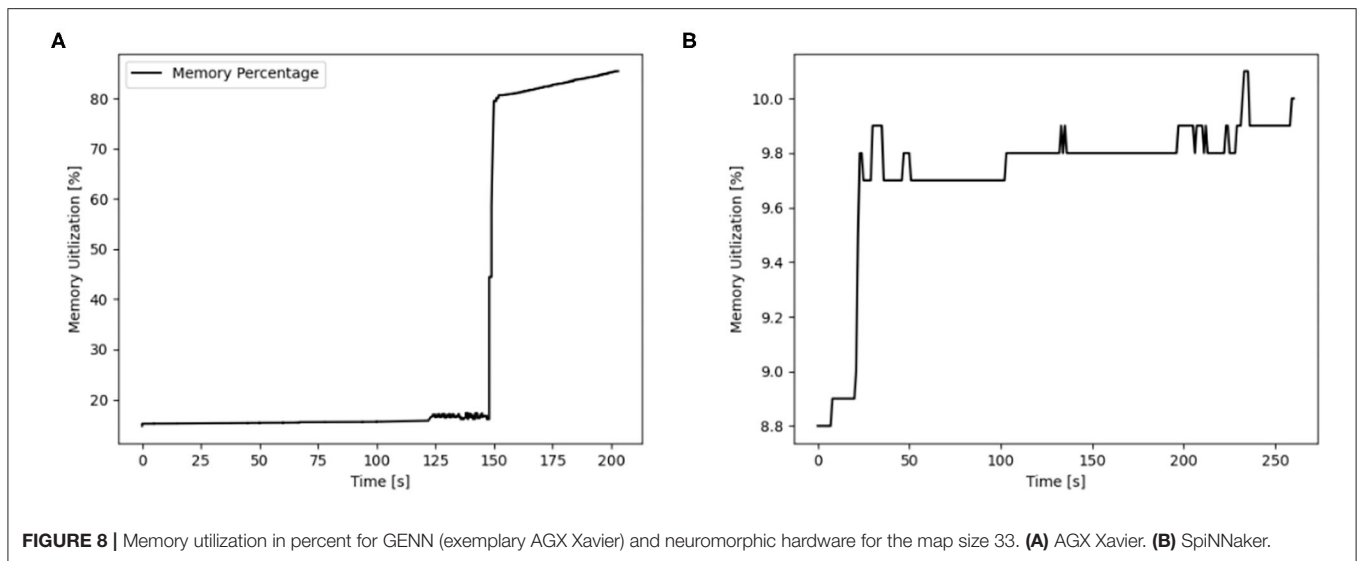 A
Memory Percentage
80
70
60
50
40
30
20
Memory Uitlization [%]
0 25 50 75 100 125 150 175 200
Time [s]
B
10.0
9.8
9.6
9.4
9.2
9.0
8.8
Memory Uitlization [%]
0 50 100 150 200 250
Time [s]
FIGURE 8 | Memory utilization in percent for GENN (exemplary AGX Xavier) and neuromorphic hardware for the map size 33. (A) AGX Xavier. (B) SpiNNaker.